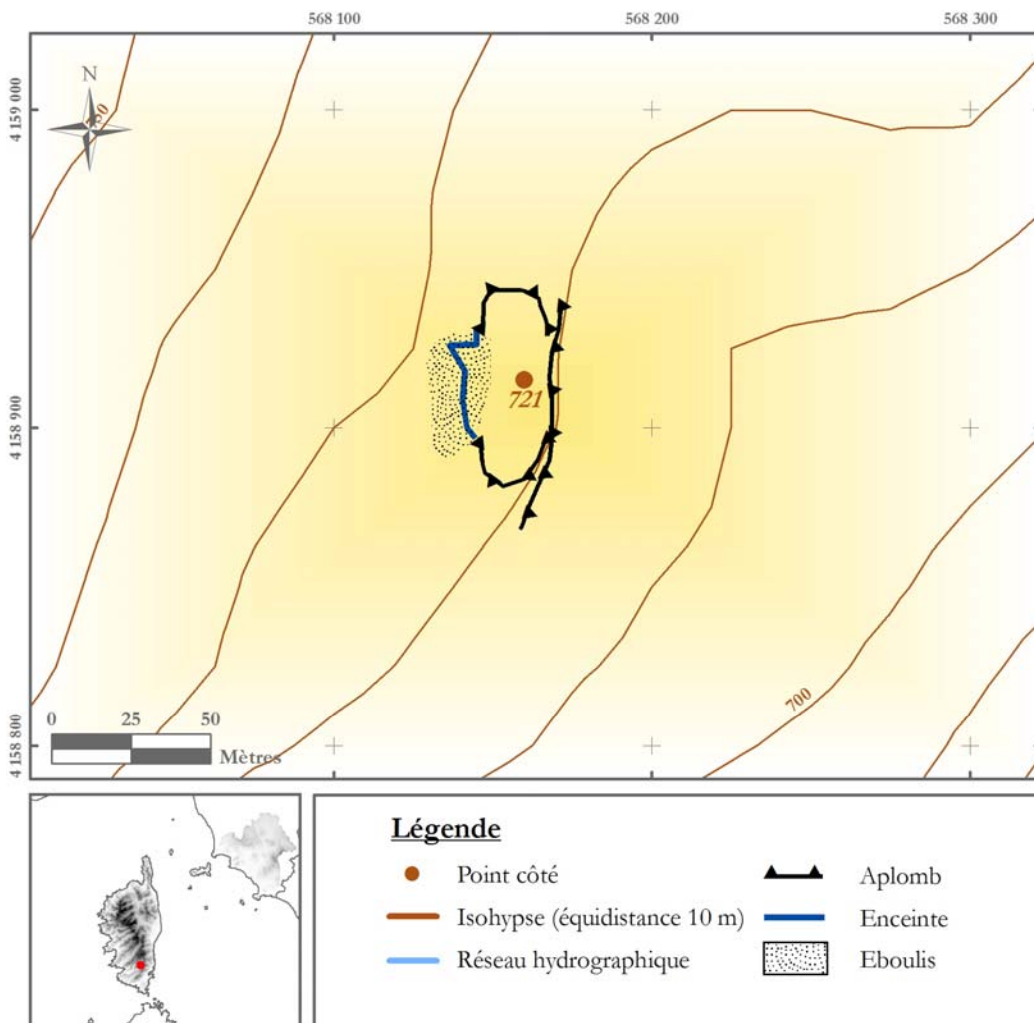 568 100 568 200 568 300
4 159 000
N
750
721
4 158 900
700
4 158 800
0 25 50
Mètres
Légende
Point côté
Aplomb
Isohypse (équidistance 10 m)
Enceinte
Réseau hydrographique
Eboulis